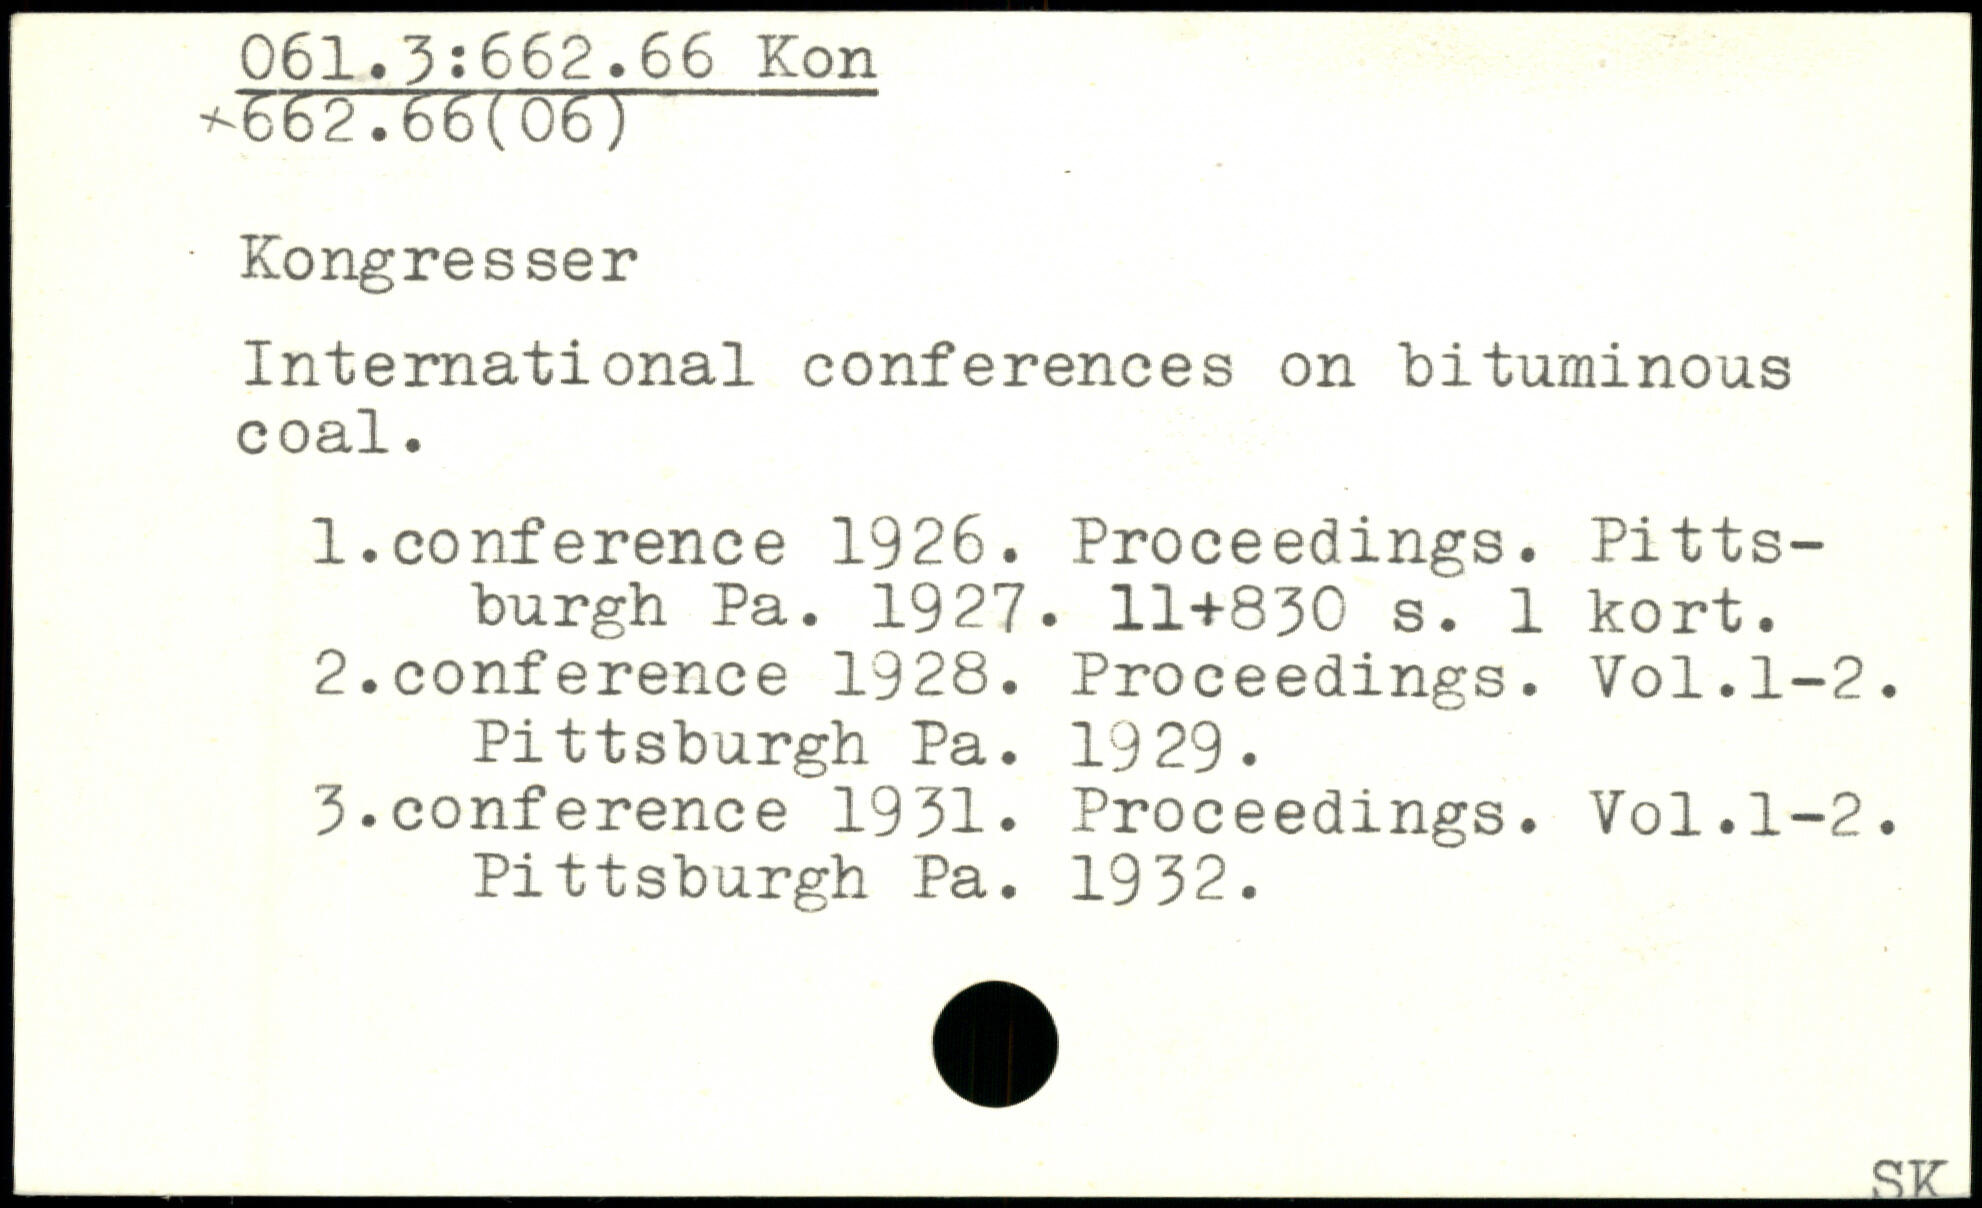 061.3:662.66 Kon
+662.66(06)
Kongresser
International conferences on bituminous
coal.
1.conference 1926. Proceedings. Pitts-
burgh Pa. 1927. 11+830 s. 1 kort.
2.conference 1928. Proceedings. Vol.1-2.
Pittsburgh Pa. 1929.
3.conference 1931. Proceedings. Vol.1-2.
Pittsburgh Pa. 1932.
SK